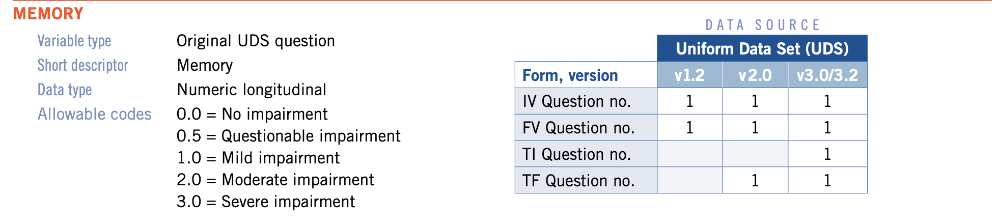 MEMORY
Variable type Original UDS question
Short descriptor Memory
Data type Numeric longitudinal
Allowable codes 0.0 = No impairment
0.5 = Questionable impairment
1.0 = Mild impairment
2.0 = Moderate impairment
3.0 = Severe impairment
DATA SOURCE
Uniform Data Set (UDS)
Form, version v1.2 v2.0 v3.0/3.2
IV Question no. 1 1 1
FV Question no. 1 1 1
TI Question no. 1
TF Question no. 1 1